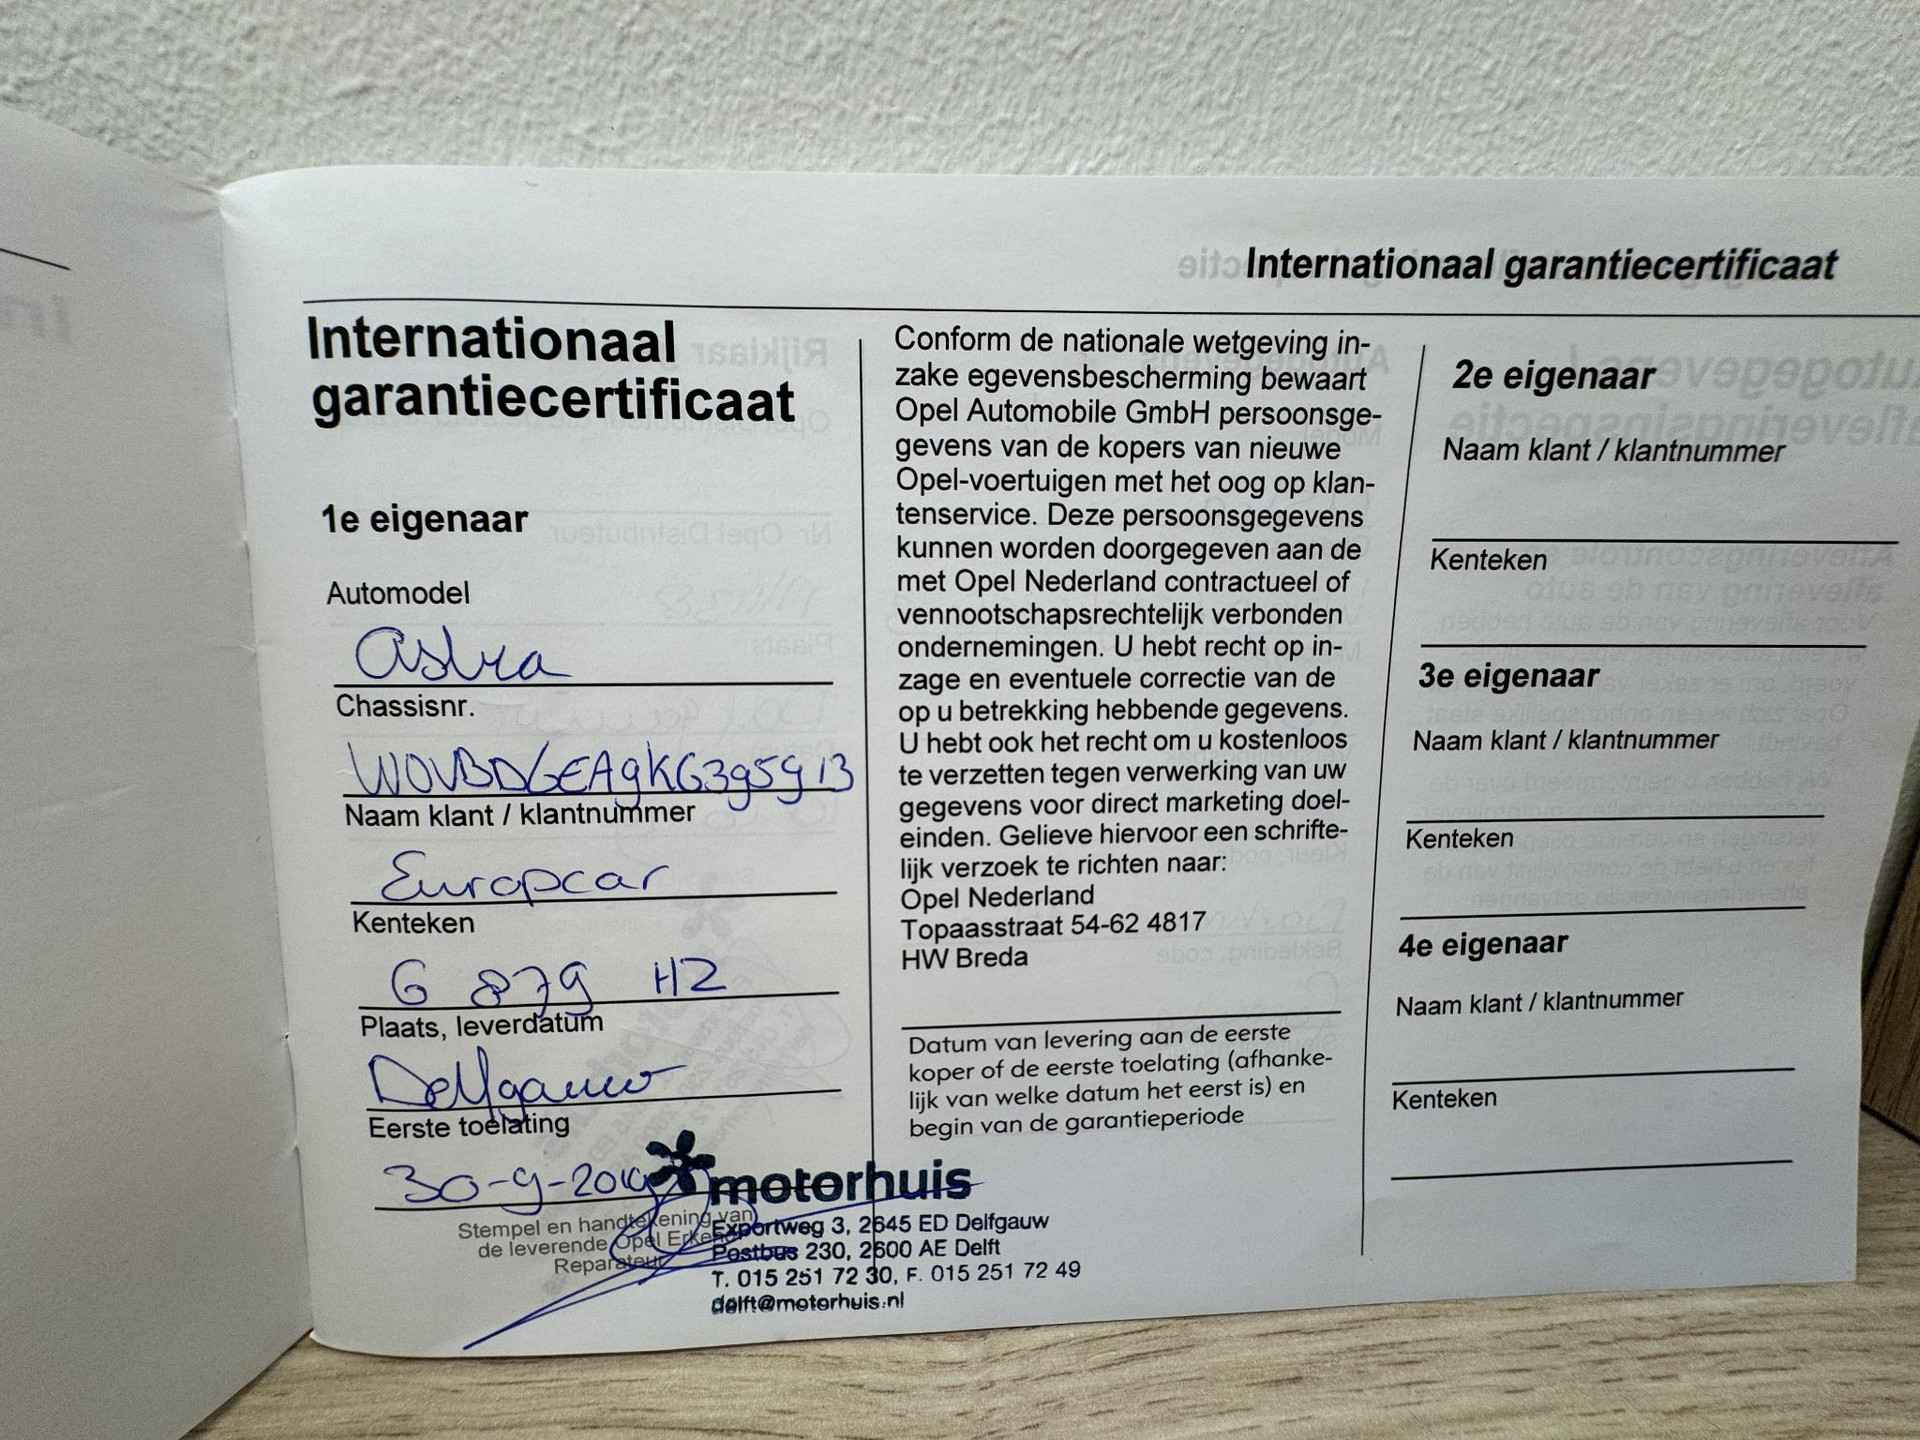 Internationaal garantiecertificaat
Internationaal
garantiecertificaat
1e eigenaar
Automodel
Astra
Chassisnr.
W0VBD6EA9KG395913
Naam klant / klantnummer
Europcar
Kenteken
G 879 HZ
Plaats, leverdatum
Delfgauw
Eerste toelating
30-9-2019
Stempel en handtekening van
de leverende Opel Erkend
Reparateur
motorhuis
Exportweg 3, 2645 ED Delfgauw
Postbus 230, 2600 AE Delft
T. 015 251 72 30, F. 015 251 72 49
delft@motorhuis.nl
Conform de nationale wetgeving in-
zake egevensbescherming bewaart
Opel Automobile GmbH persoonsge-
gevens van de kopers van nieuwe
Opel-voertuigen met het oog op klan-
tenservice. Deze persoonsgegevens
kunnen worden doorgegeven aan de
met Opel Nederland contractueel of
vennootschapsrechtelijk verbonden
ondernemingen. U hebt recht op in-
zage en eventuele correctie van de
op u betrekking hebbende gegevens.
U hebt ook het recht om u kostenloos
te verzetten tegen verwerking van uw
gegevens voor direct marketing doel-
einden. Gelieve hiervoor een schrifte-
lijk verzoek te richten naar:
Opel Nederland
Topaasstraat 54-62 4817
HW Breda
Datum van levering aan de eerste
koper of de eerste toelating (afhanke-
lijk van welke datum het eerst is) en
begin van de garantieperiode
2e eigenaar
Naam klant / klantnummer
Kenteken
3e eigenaar
Naam klant / klantnummer
Kenteken
4e eigenaar
Naam klant / klantnummer
Kenteken